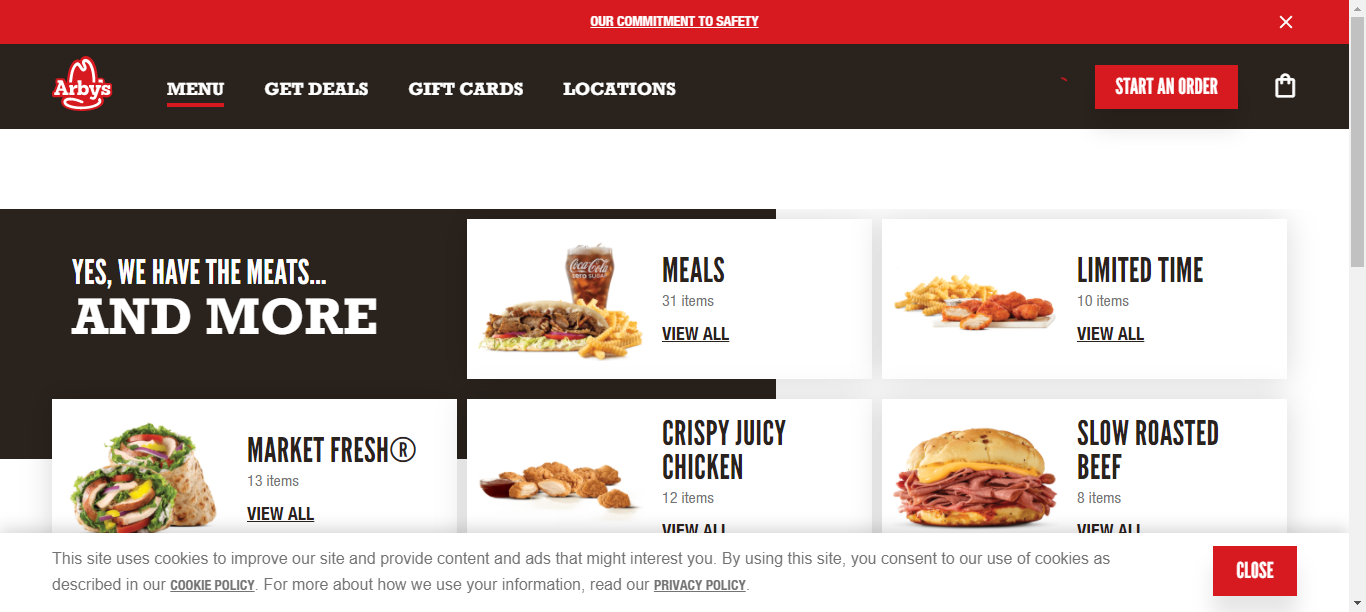 OUR COMMITMENT TO SAFETY
Arby's
MENU
GET DEALS
GIFT CARDS
LOCATIONS
START AN ORDER
YES, WE HAVE THE MEATS...
AND MORE
Coca-Cola
ZERO SUGAR
MEALS
31 items
VIEW ALL
LIMITED TIME
10 items
VIEW ALL
MARKET FRESH®
13 items
VIEW ALL
CRISPY JUICY
CHICKEN
12 items
VIEW ALL
SLOW ROASTED
BEEF
8 items
VIEW ALL
This site uses cookies to improve our site and provide content and ads that might interest you. By using this site, you consent to our use of cookies as
described in our COOKIE POLICY. For more about how we use your information, read our PRIVACY POLICY.
CLOSE